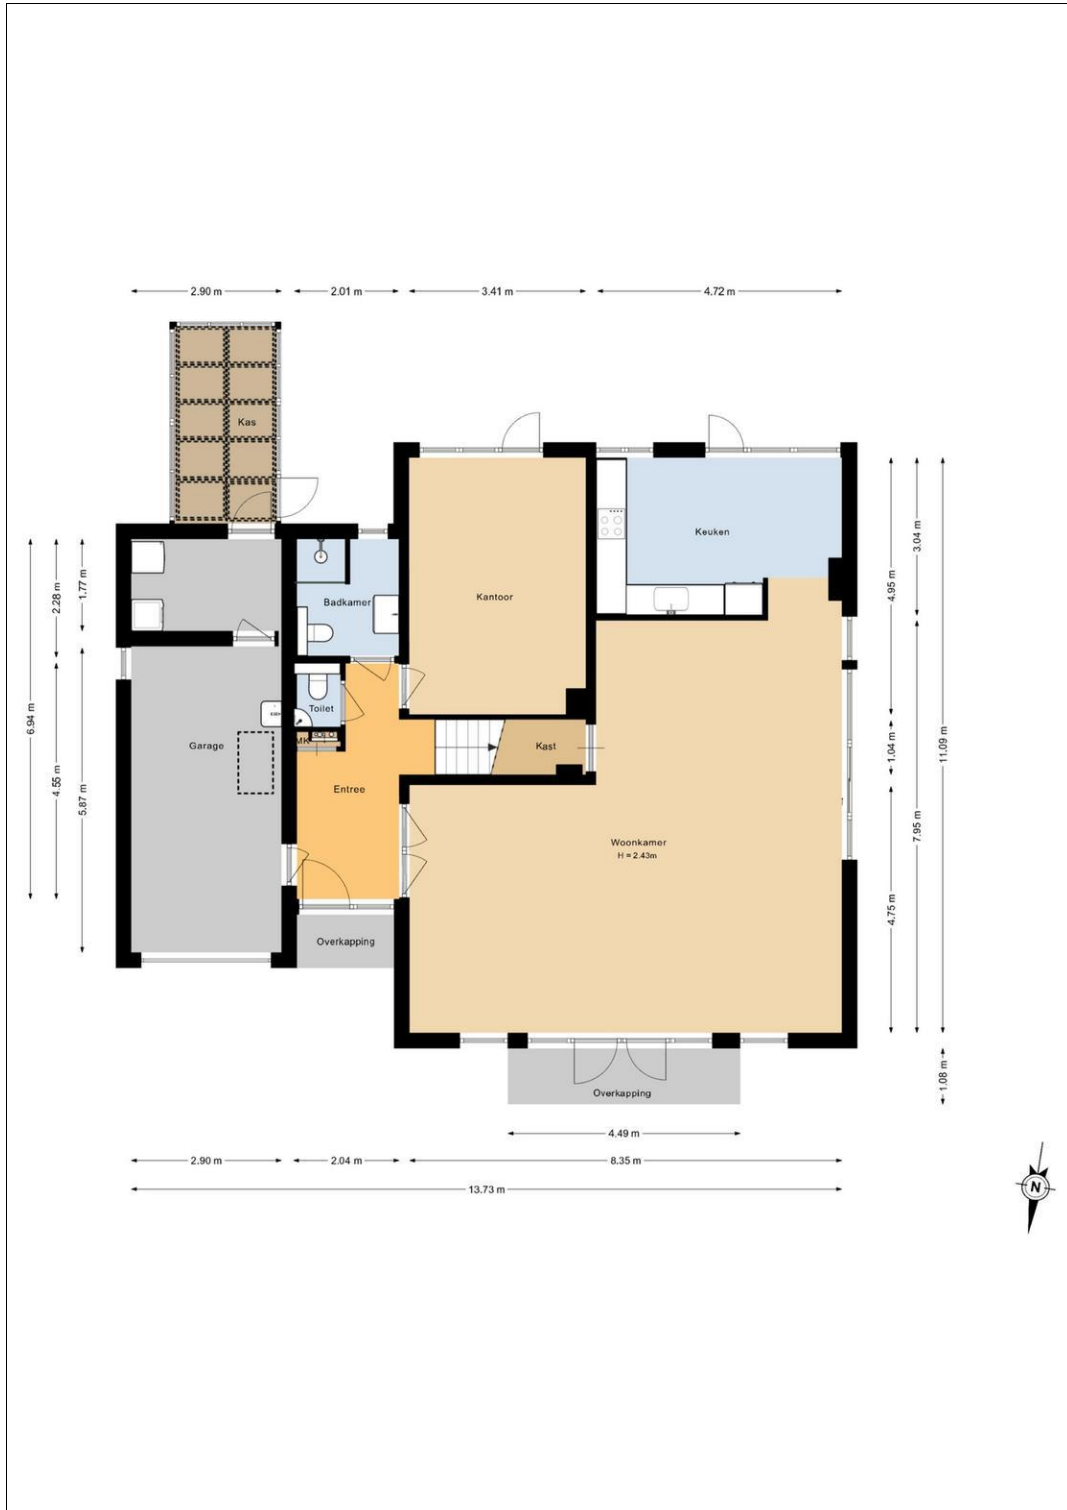 2.90 m
2.01 m
3.41 m
4.72 m
Kas
Keuken
3.04 m
2.28 m
1.77 m
4.95 m
Badkamer
Kantoor
Toilet
MK
6.94 m
Garage
Kast
1.04 m
11.09 m
4.55 m
5.87 m
Entree
7.95 m
Woonkamer
H = 2.43m
4.75 m
Overkapping
1.08 m
Overkapping
4.49 m
2.90 m
2.04 m
8.35 m
13.73 m
N